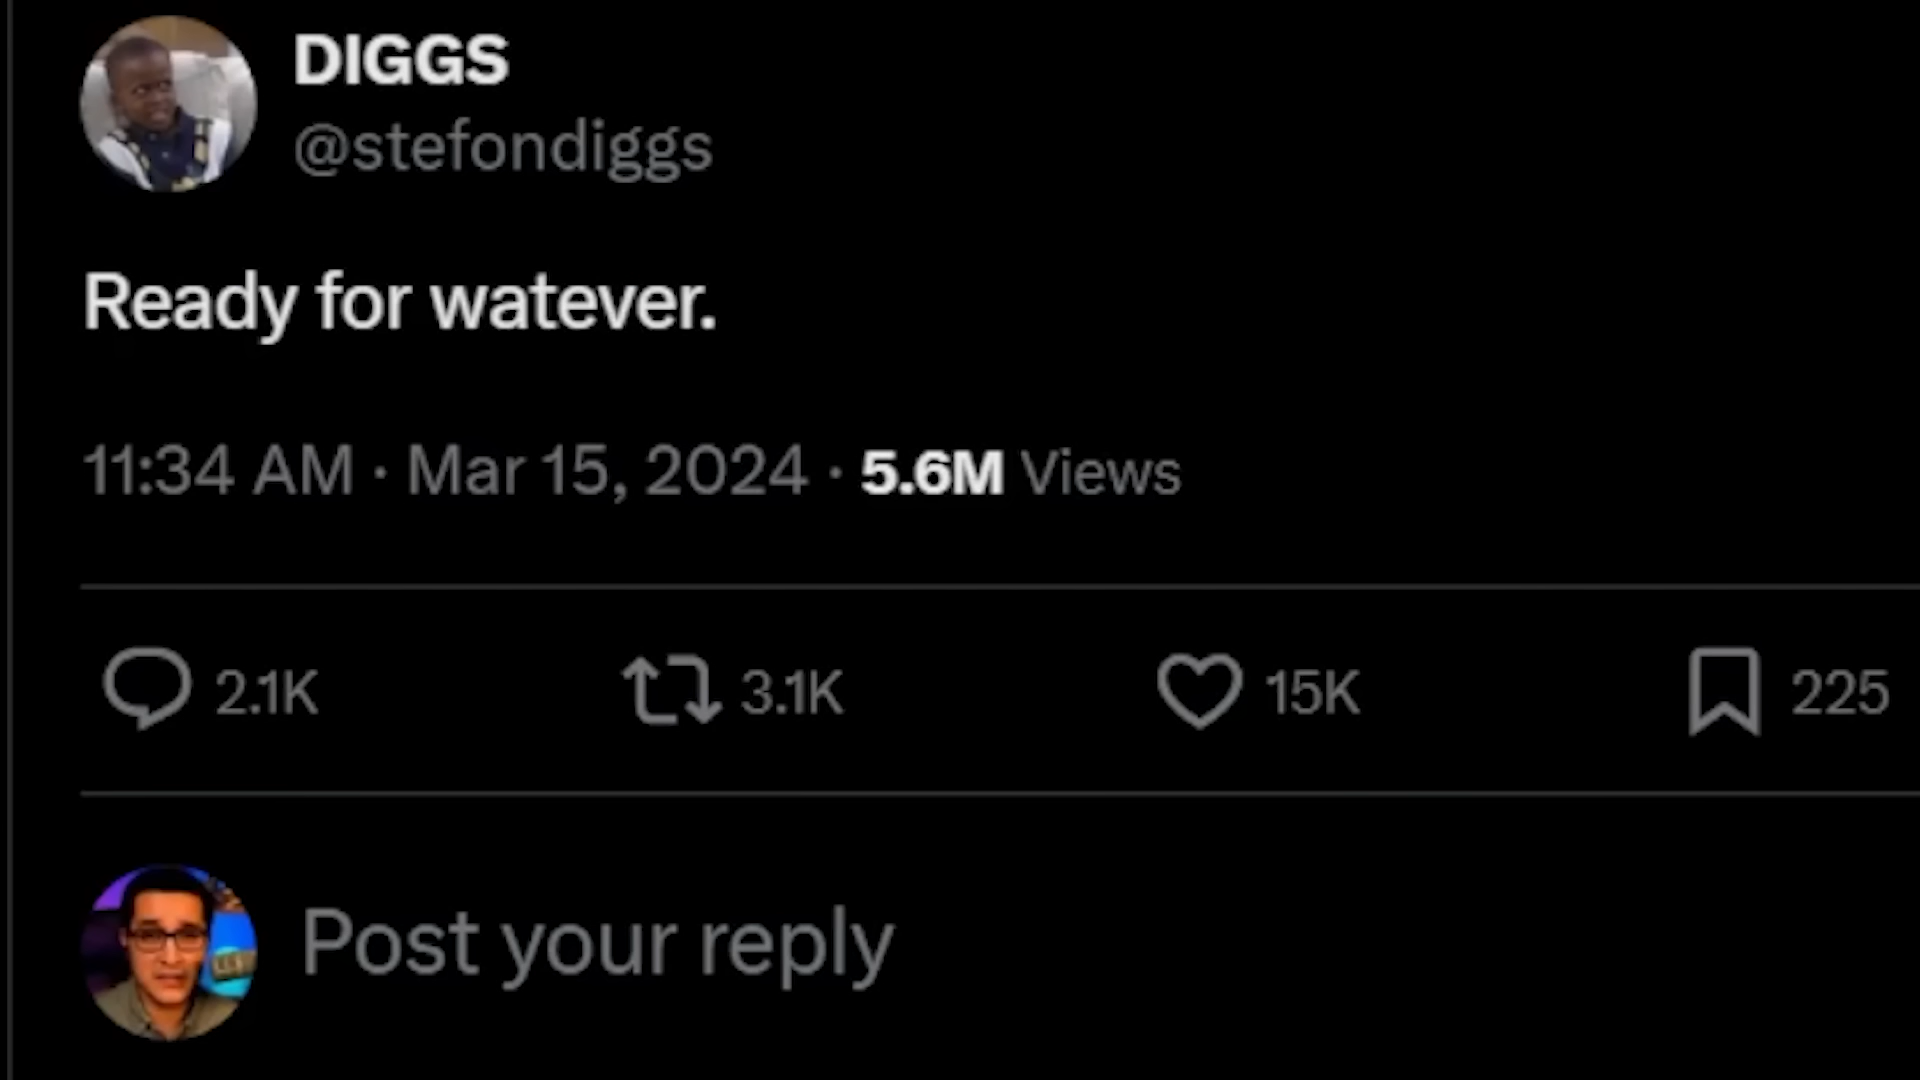 DIGGS
@stefondiggs
Ready for watever.
11:34 AM · Mar 15, 2024 · 5.6M Views
2.1K 3.1K 15K 225
Post your reply